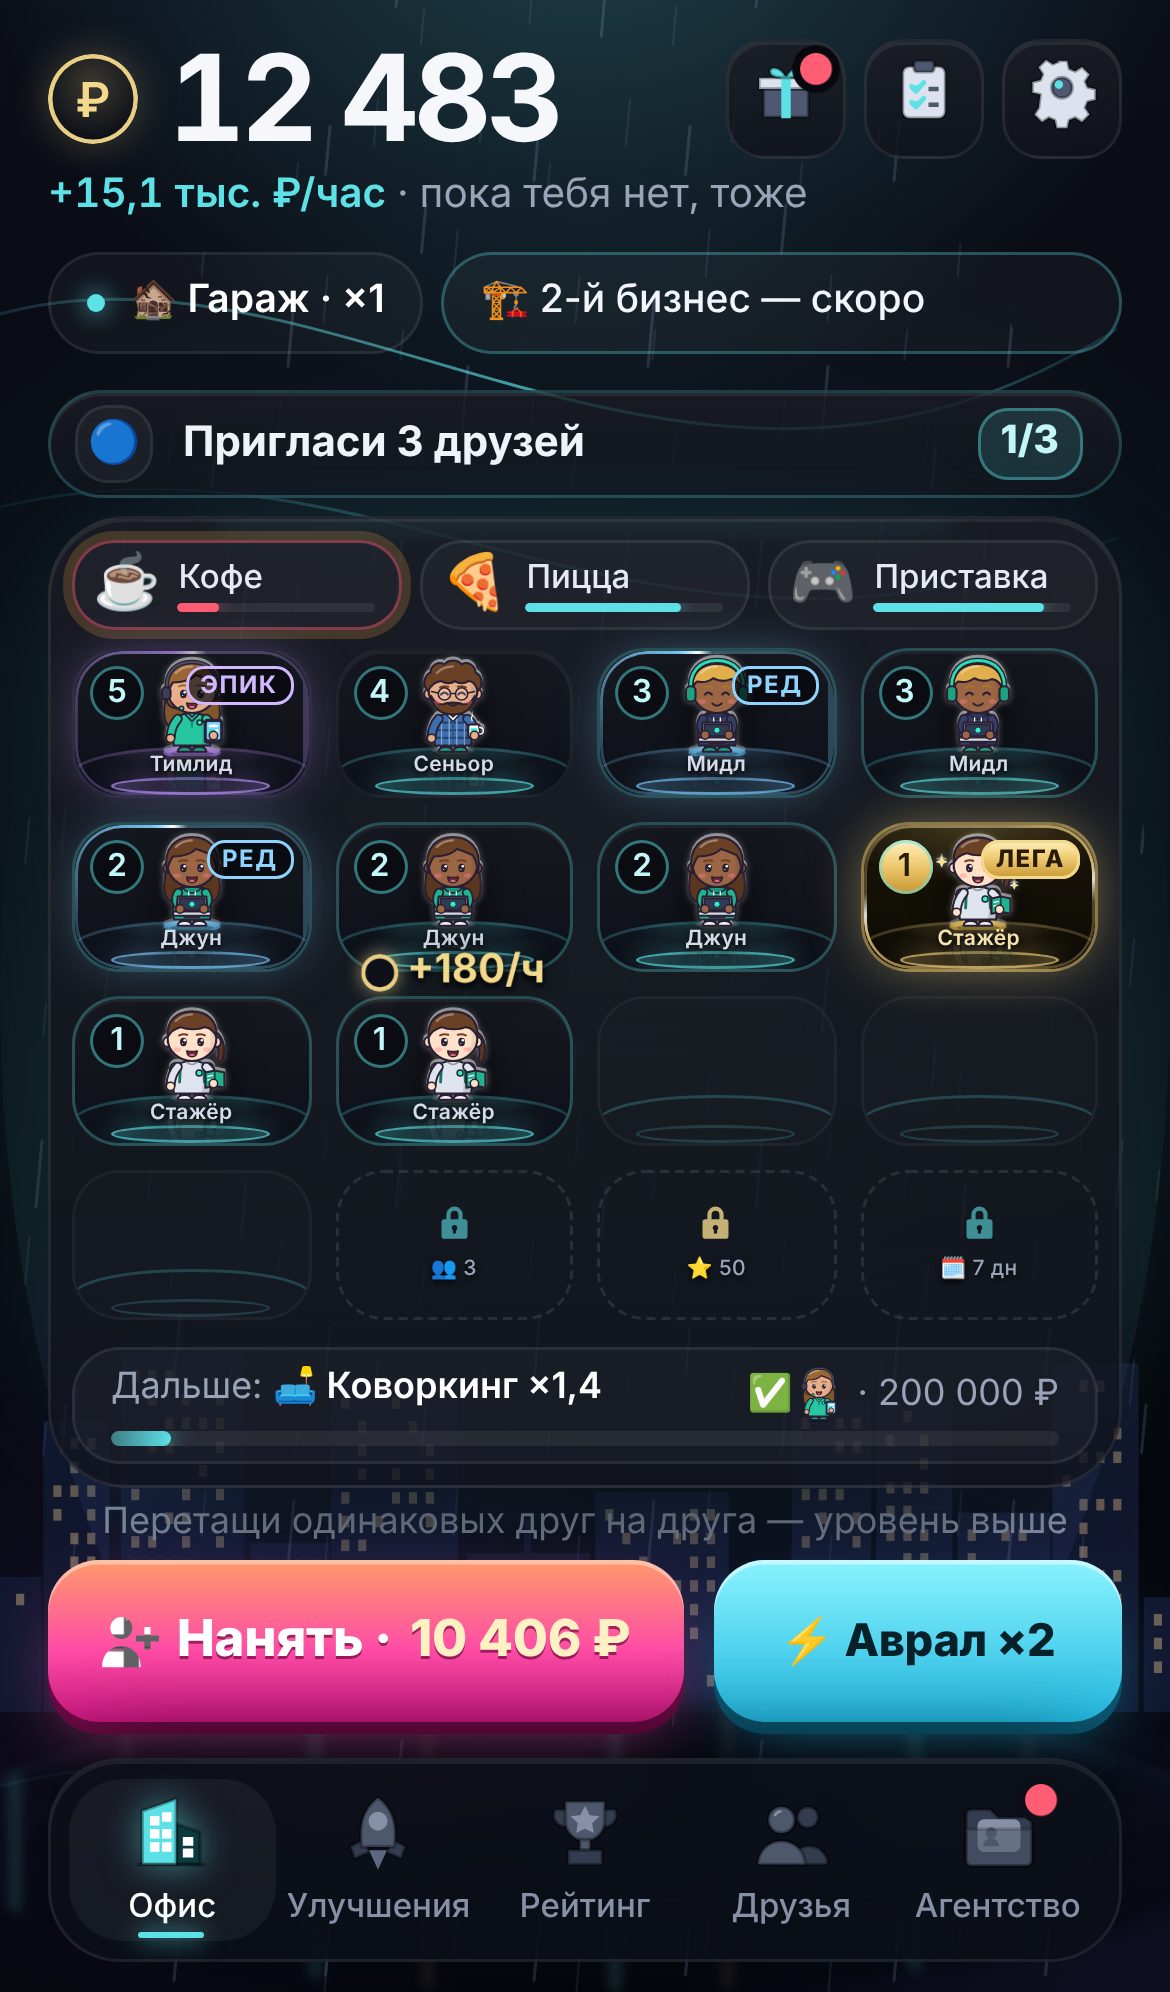 ₽ 12 483
+15,1 тыс. ₽/час · пока тебя нет, тоже
Гараж · ×1
2-й бизнес — скоро
Пригласи 3 друзей 1/3
Кофе
Пицца
Приставка
5 ЭПИК
Тимлид
4
Сеньор
3 РЕД
Мидл
3
Мидл
2 РЕД
Джун
2
Джун
2
Джун
1 ЛЕГА
Стажёр
+180/ч
1
Стажёр
1
Стажёр
3
50
7 дн
Дальше: Коворкинг ×1,4 · 200 000 ₽
Перетащи одинаковых друг на друга — уровень выше
Нанять · 10 406 ₽
Аврал ×2
Офис
Улучшения
Рейтинг
Друзья
Агентство